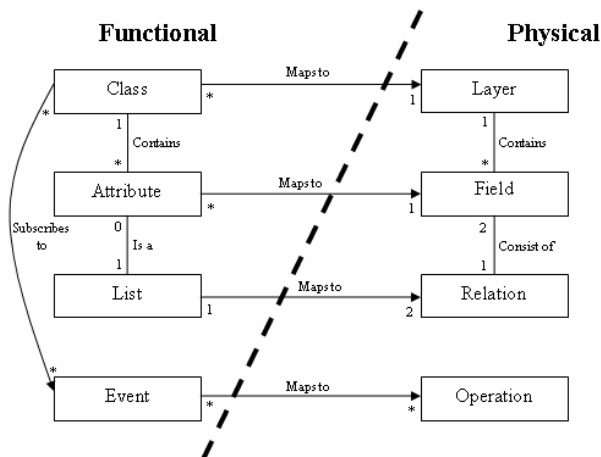 Functional
Physical
Class
Maps to
Layer
*
*
1
1
Contains
*
1
Contains
*
Attribute
Maps to
Field
*
1
Subscribes
to
0
Is a
1
2
Consist of
1
List
Maps to
Relation
1
2
*
Event
Maps to
Operation
*
*